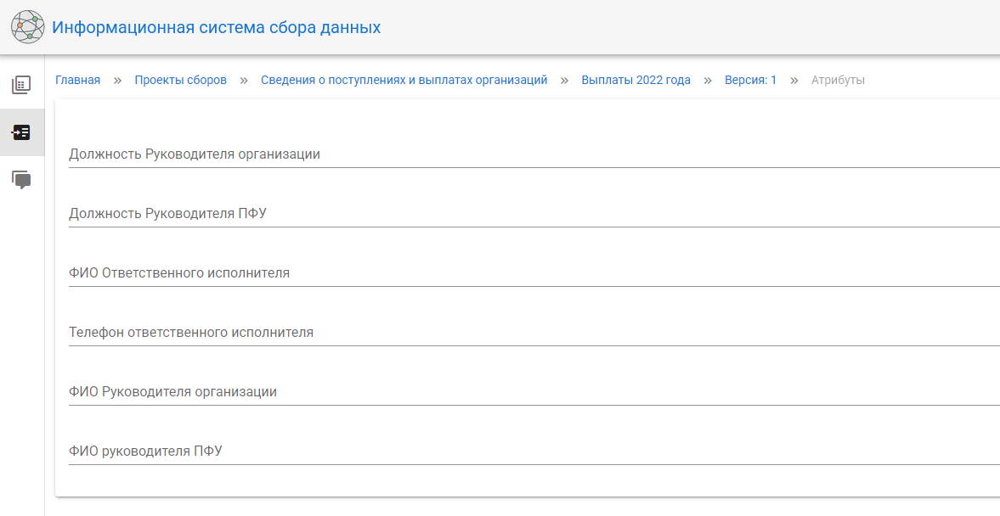 Информационная система сбора данных
Главная » Проекты сборов » Сведения о поступлениях и выплатах организаций » Выплаты 2022 года » Версия: 1 » Атрибуты
Должность Руководителя организации
Должность Руководителя ПФУ
ФИО Ответственного исполнителя
Телефон ответственного исполнителя
ФИО Руководителя организации
ФИО руководителя ПФУ